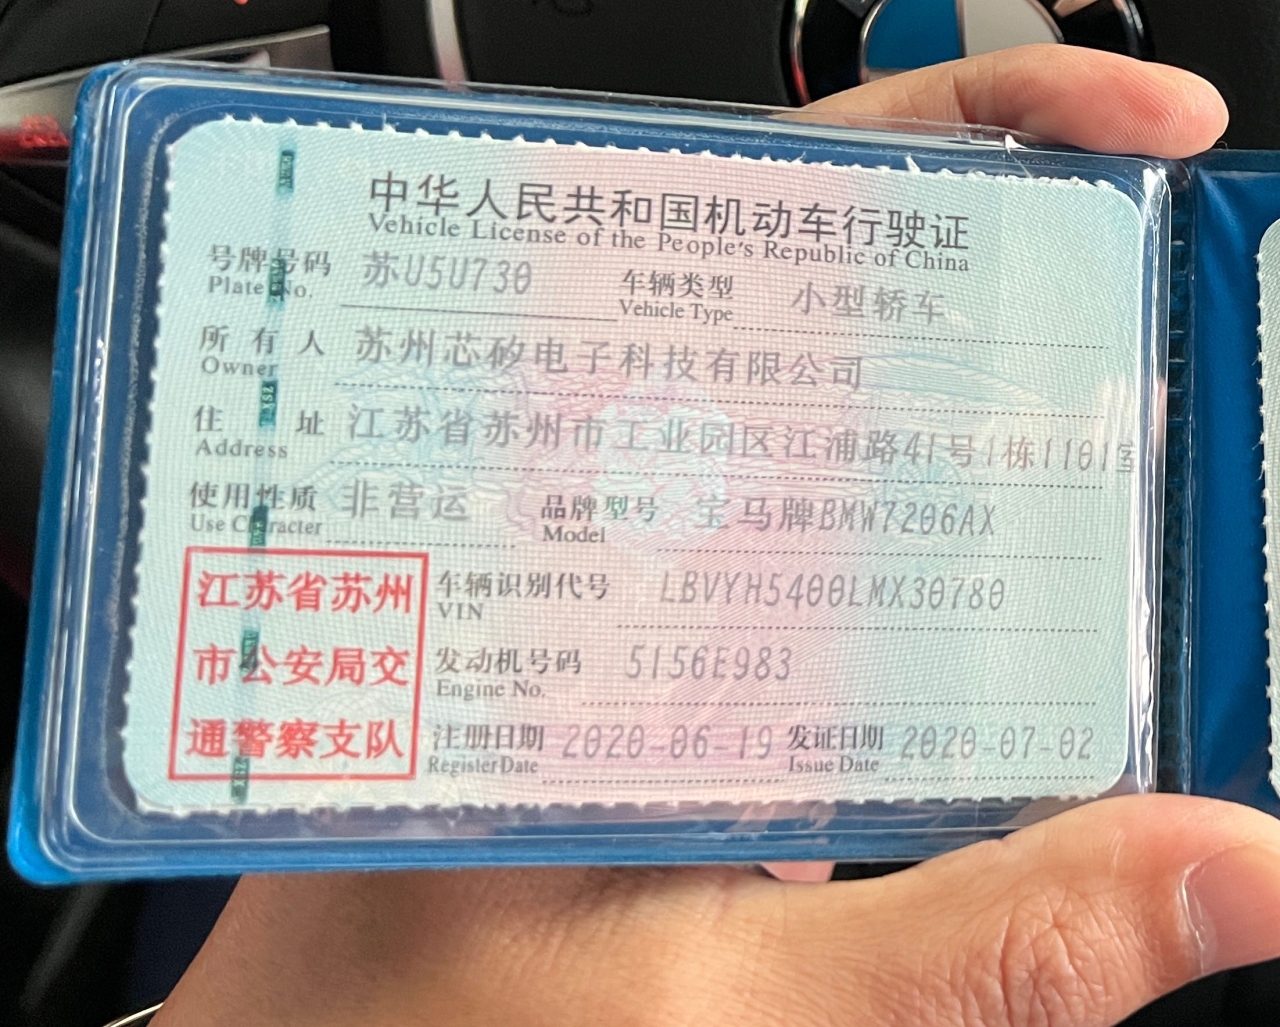 中华人民共和国机动车行驶证
Vehicle License of the People's Republic of China
号牌号码 苏U5U730 车辆类型 小型轿车
Plate No. Vehicle Type
所有人 苏州芯矽电子科技有限公司
Owner
住址 江苏省苏州市工业园区江浦路41号1栋1101室
Address
使用性质 非营运 品牌型号 宝马牌BMW7206AX
Use Character Model
车辆识别代号 LBVYH5400LMX30780
VIN
发动机号码 5156E983
Engine No.
注册日期 2020-06-19 发证日期 2020-07-02
Register Date Issue Date
江苏省苏州
市公安局交
通警察支队